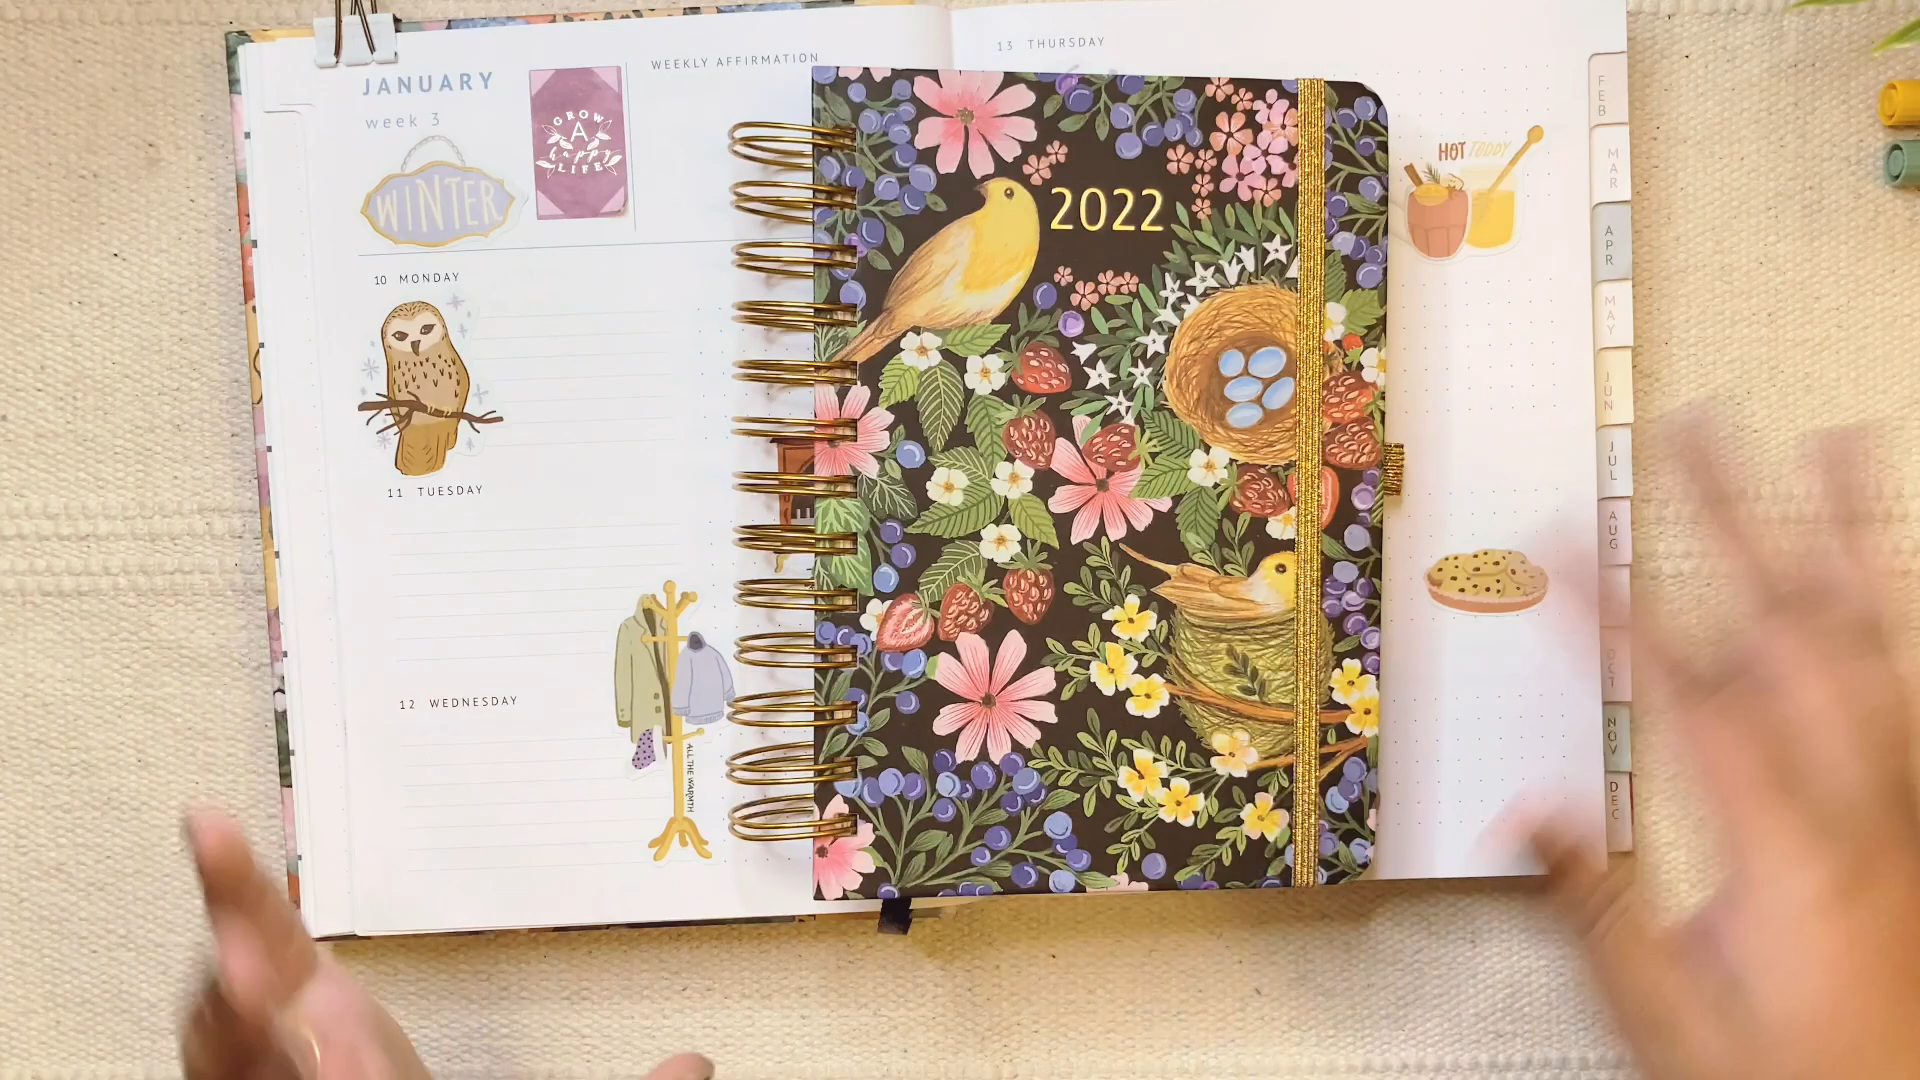 JANUARY
week 3
WEEKLY AFFIRMATION
13 THURSDAY
GROW
A
happy
LIFE
WINTER
2022
HOT TODDY
10 MONDAY
11 TUESDAY
12 WEDNESDAY
ALL THE WARMTH
FEB
MAR
APR
MAY
JUN
JUL
AUG
OCT
NOV
DEC